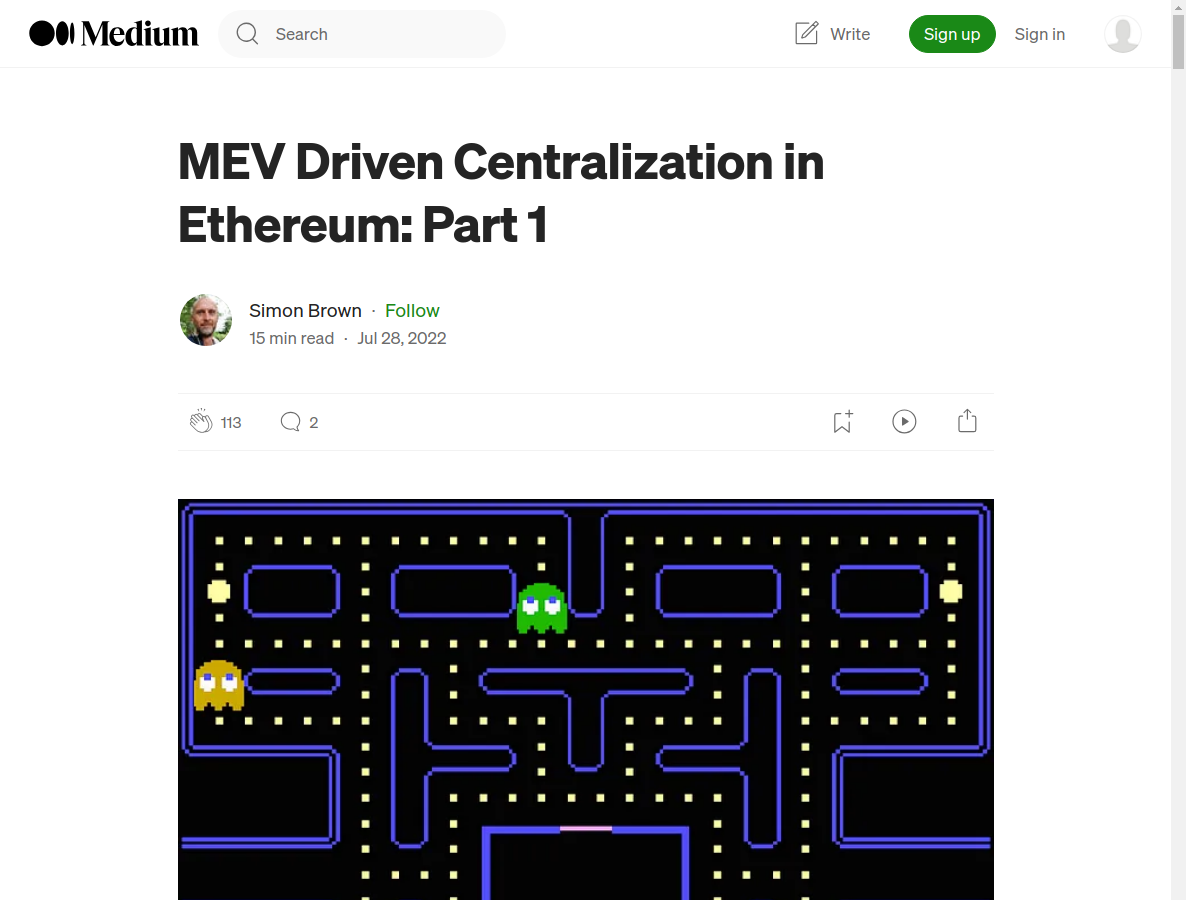 Medium
Search
Write
Sign up
Sign in
MEV Driven Centralization in
Ethereum: Part 1
Simon Brown · Follow
15 min read · Jul 28, 2022
113
2